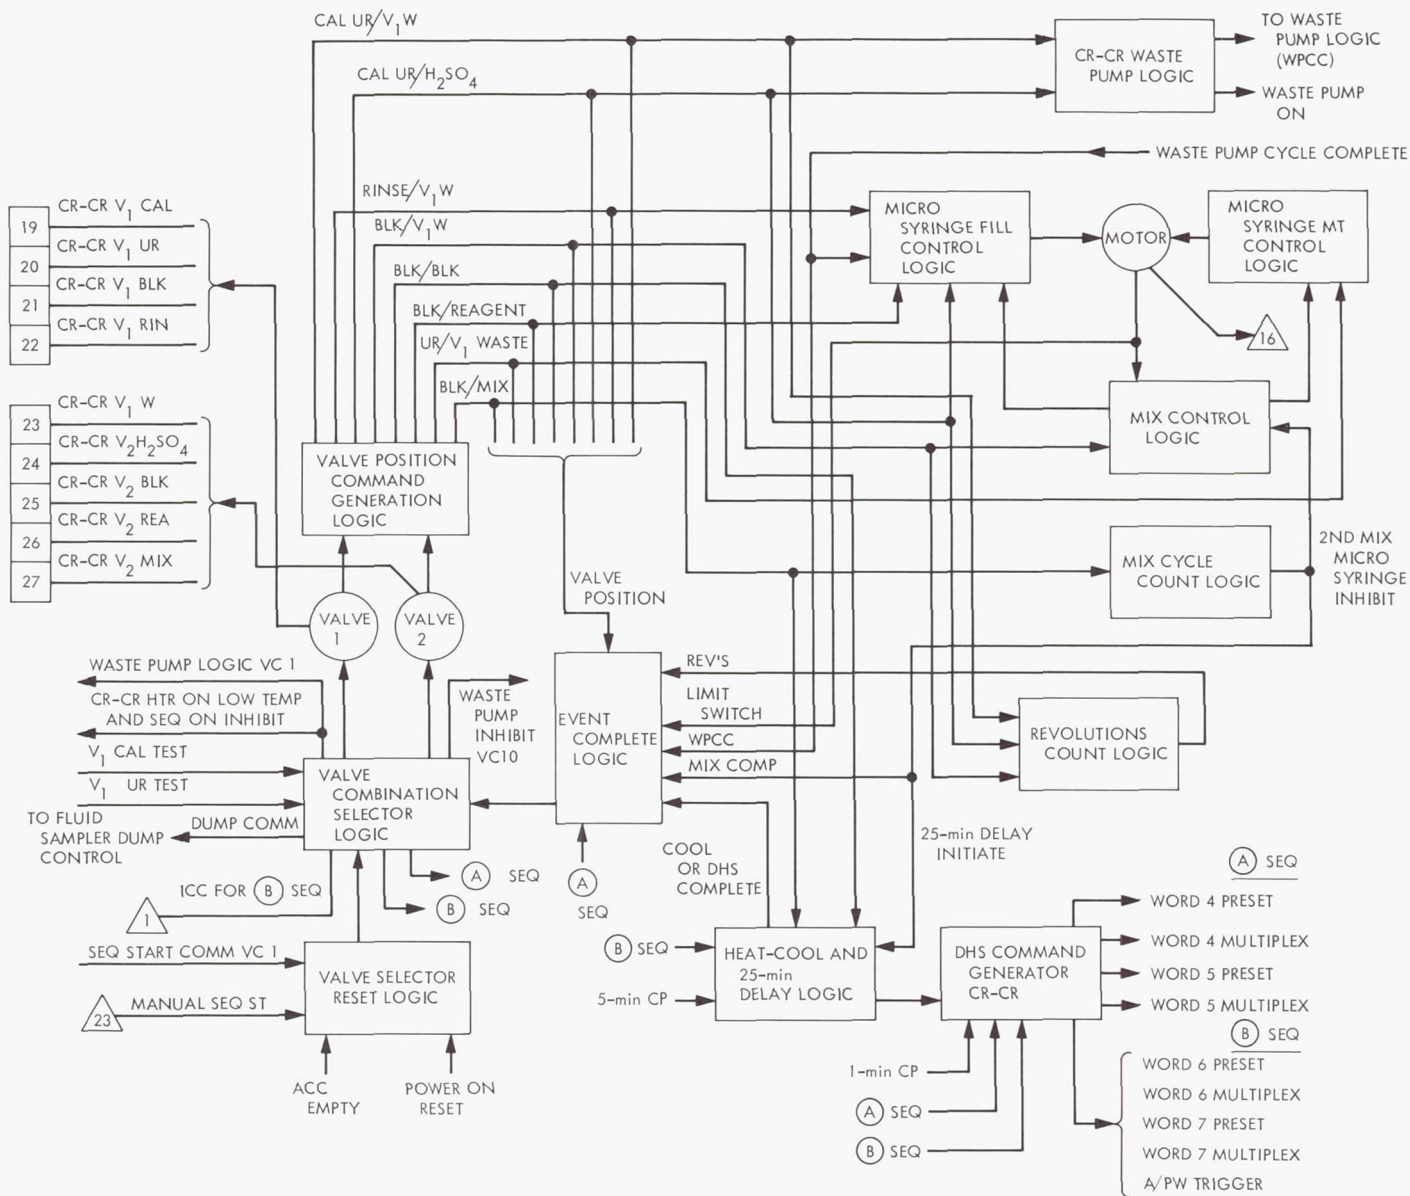 CAL UR/V1W
CAL UR/H2SO4
CR-CR WASTE
PUMP LOGIC
TO WASTE
PUMP LOGIC
(WPCC)
WASTE PUMP
ON
WASTE PUMP CYCLE COMPLETE
RINSE/V1W
BLK/V1W
BLK/BLK
BLK/REAGENT
UR/V1 WASTE
BLK/MIX
MICRO
SYRINGE FILL
CONTROL
LOGIC
MOTOR
MICRO
SYRINGE MT
CONTROL
LOGIC
16
19
CR-CR V1 CAL
20
CR-CR V1 UR
21
CR-CR V1 BLK
22
CR-CR V1 RIN
23
CR-CR V1 W
24
CR-CR V2H2SO4
25
CR-CR V2 BLK
26
CR-CR V2 REA
27
CR-CR V2 MIX
VALVE POSITION
COMMAND
GENERATION
LOGIC
MIX CONTROL
LOGIC
MIX CYCLE
COUNT LOGIC
2ND MIX
MICRO
SYRINGE
INHIBIT
VALVE
POSITION
VALVE
1
VALVE
2
WASTE PUMP LOGIC VC 1
CR-CR HTR ON LOW TEMP
AND SEQ ON INHIBIT
V1 CAL TEST
V1 UR TEST
TO FLUID
SAMPLER DUMP
CONTROL
DUMP COMM
WASTE
PUMP
INHIBIT
VC10
VALVE
COMBINATION
SELECTOR
LOGIC
EVENT
COMPLETE
LOGIC
REV'S
LIMIT
SWITCH
WPCC
MIX COMP
REVOLUTIONS
COUNT LOGIC
COOL
OR DHS
COMPLETE
25-min DELAY
INITIATE
1CC FOR B SEQ
1
A SEQ
B SEQ
A
SEQ
SEQ START COMM VC 1
23
MANUAL SEQ ST
VALVE SELECTOR
RESET LOGIC
ACC
EMPTY
POWER ON
RESET
B SEQ
5-min CP
HEAT-COOL AND
25-min
DELAY LOGIC
DHS COMMAND
GENERATOR
CR-CR
1-min CP
A SEQ
B SEQ
A SEQ
WORD 4 PRESET
WORD 4 MULTIPLEX
WORD 5 PRESET
WORD 5 MULTIPLEX
B SEQ
WORD 6 PRESET
WORD 6 MULTIPLEX
WORD 7 PRESET
WORD 7 MULTIPLEX
A/PW TRIGGER